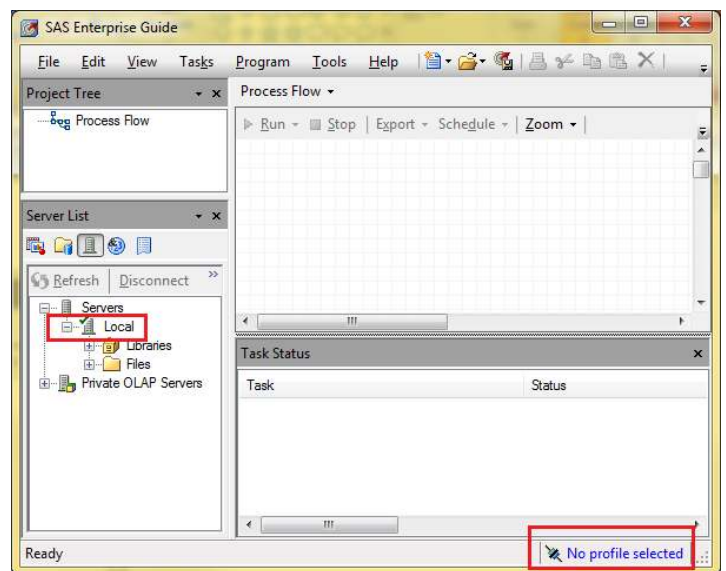 SAS Enterprise Guide
File Edit View Tasks Program Tools Help
Project Tree
Process Flow
Process Flow
Run Stop Export Schedule Zoom
Server List
Refresh Disconnect
Servers
Local
Libraries
Files
Private OLAP Servers
Task Status
Task Status
Ready
No profile selected